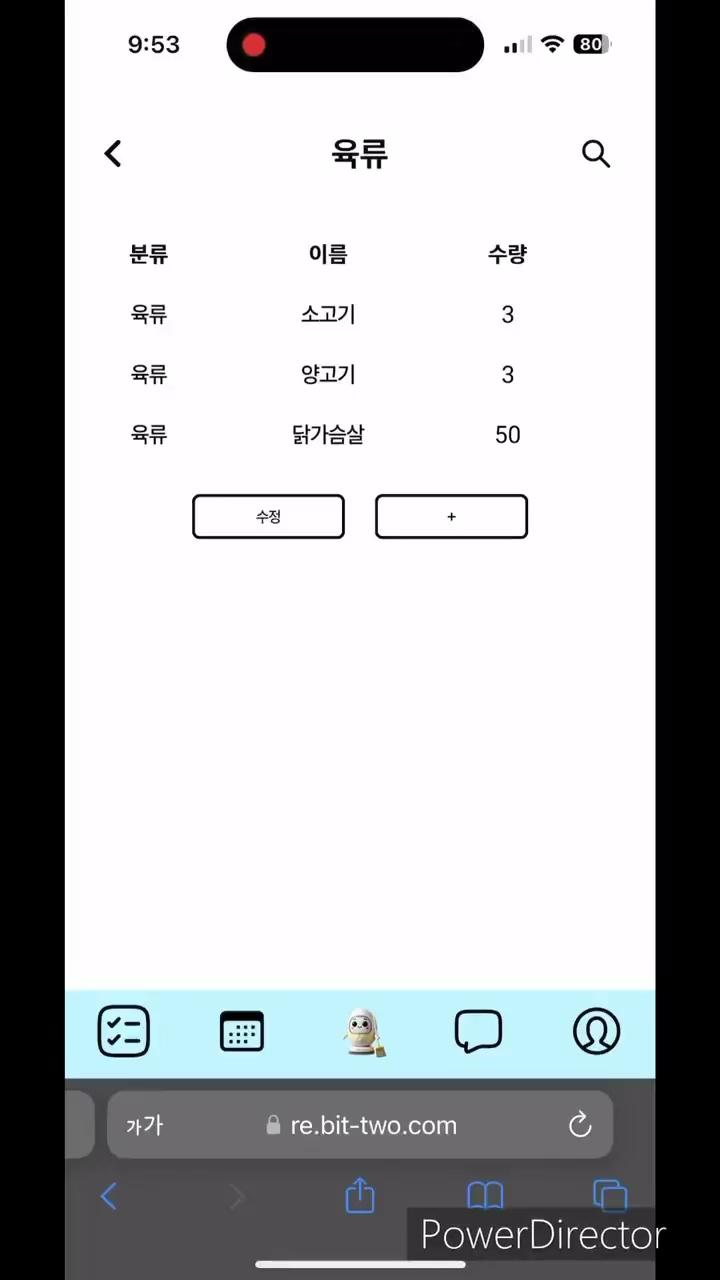 9:53
80
육류
분류 이름 수량
육류 소고기 3
육류 양고기 3
육류 닭가슴살 50
수정 +
가가 re.bit-two.com
PowerDirector